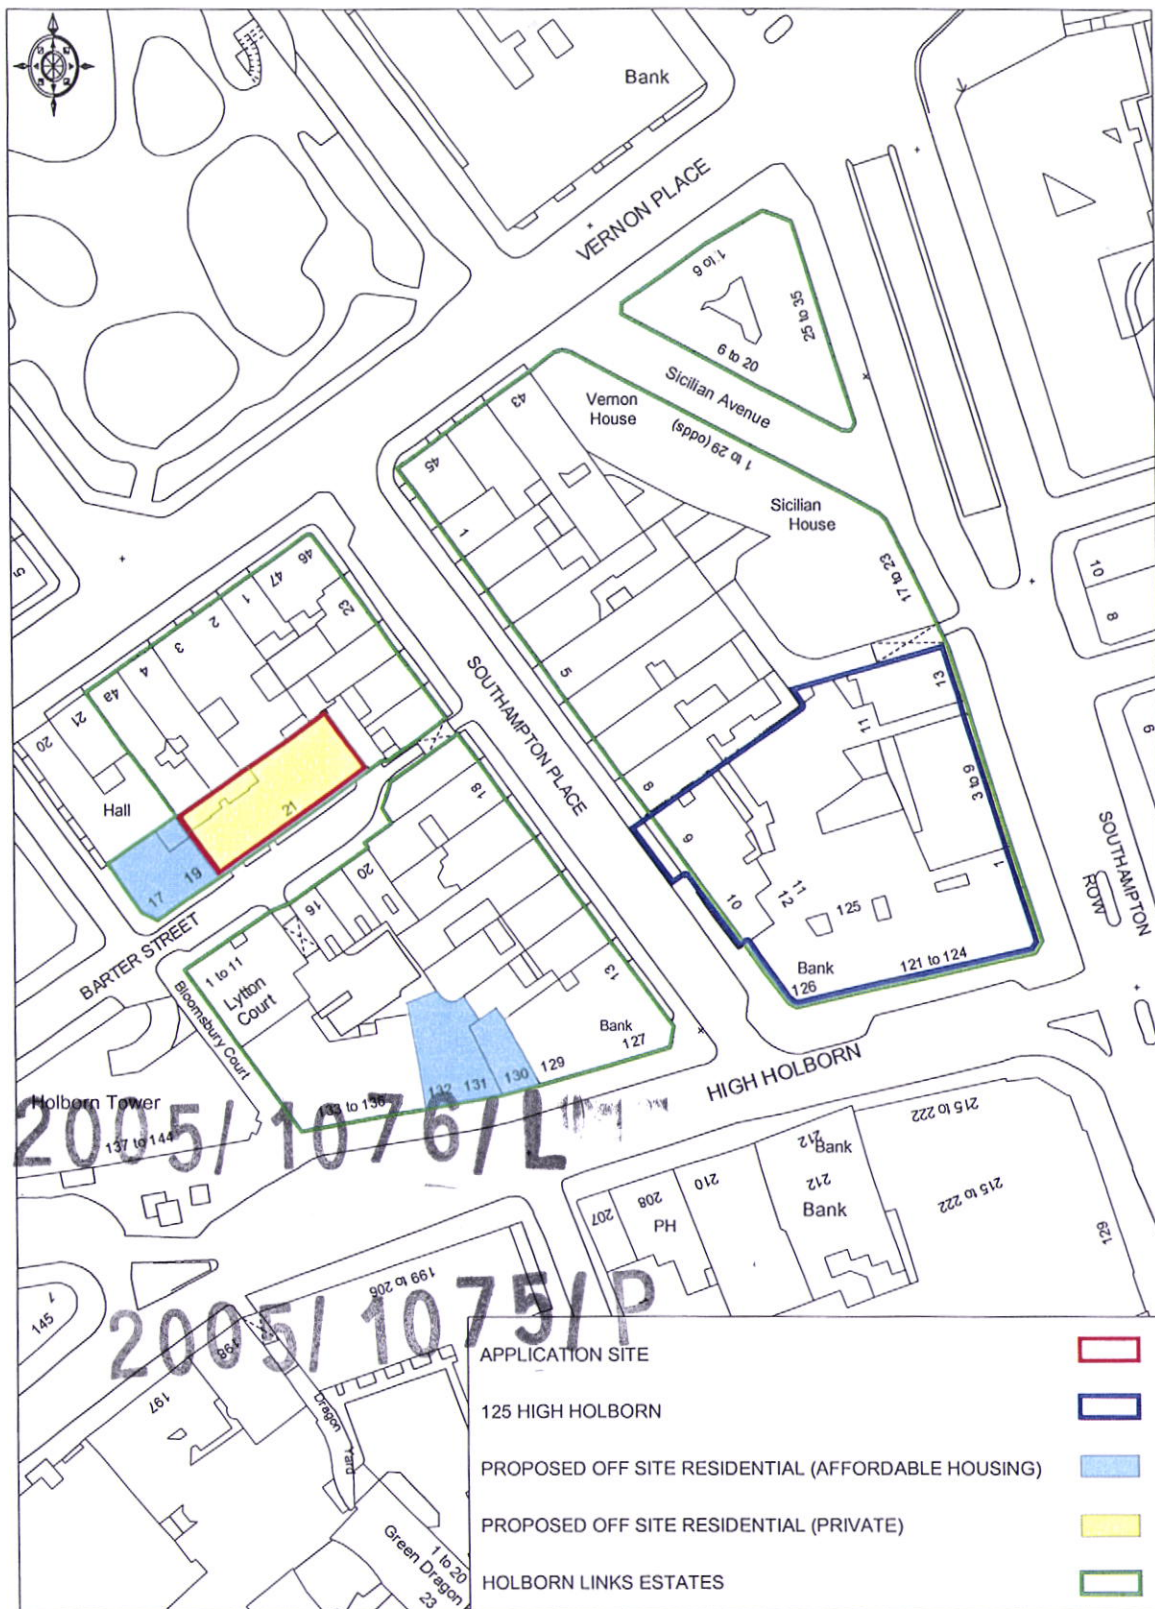 Bank
VERNON PLACE
1 to 6
25 to 35
6 to 20
Sicilian Avenue
Vernon
House
1 to 29 (odds)
43
45
1
Sicilian
House
17 to 23
10
8
5
46
47
1
2
3
4
4a
21
20
23
Hall
21
19
17
BARTER STREET
SOUTHAMPTON PLACE
5
8
9
10
11
12
11
13
3 to 9
1
125
Bank
126
121 to 124
SOUTHAMPTON
ROW
9
18
20
16
1 to 11
Lytton
Court
Bloomsbury Court
13
Bank
127
129
130
131
132
133 to 136
HIGH HOLBORN
Holborn Tower
137 to 144
2005/1076/L
215 to 222
212
Bank
212
Bank
210
208
PH
207
215 to 222
129
199 to 206
2005/1075/P
1
145
198
197
Dragon Yard
1 to 20
Green Dragon
23
APPLICATION SITE
125 HIGH HOLBORN
PROPOSED OFF SITE RESIDENTIAL (AFFORDABLE HOUSING)
PROPOSED OFF SITE RESIDENTIAL (PRIVATE)
HOLBORN LINKS ESTATES